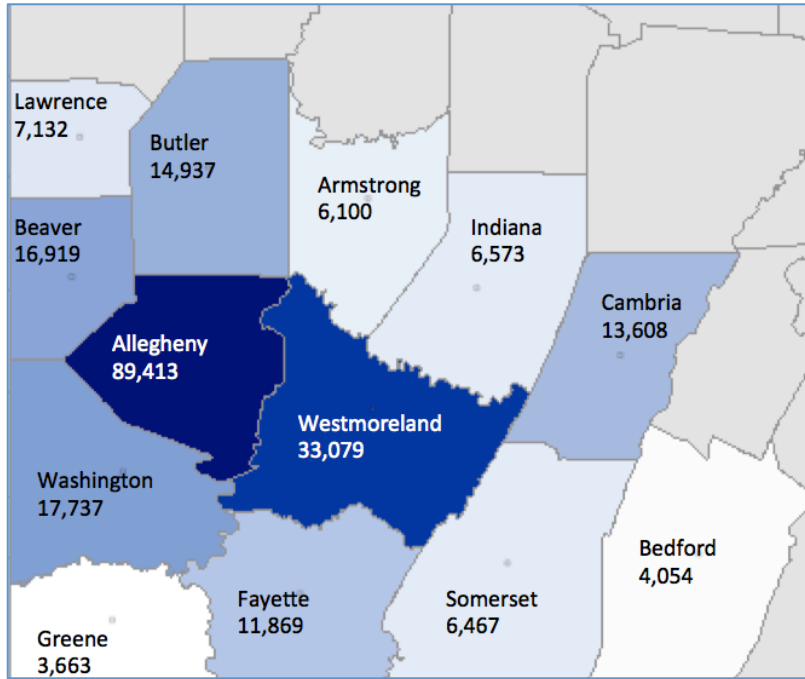 Lawrence
7,132
Butler
14,937
Armstrong
6,100
Indiana
6,573
Beaver
16,919
Cambria
13,608
Allegheny
89,413
Westmoreland
33,079
Washington
17,737
Bedford
4,054
Fayette
11,869
Somerset
6,467
Greene
3,663